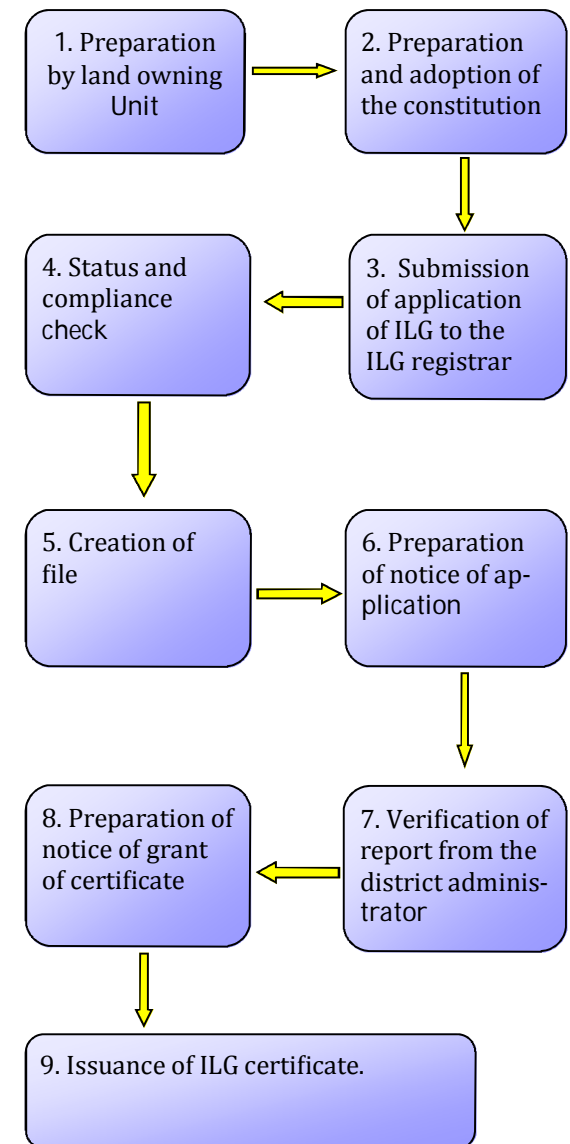 1. Preparation
by land owning
Unit
2. Preparation
and adoption of
the constitution
3. Submission
of application
of ILG to the
ILG registrar
4. Status and
compliance
check
5. Creation of
file
6. Preparation
of notice of ap-
plication
7. Verification of
report from the
district adminis-
trator
8. Preparation of
notice of grant
of certificate
9. Issuance of ILG certificate.